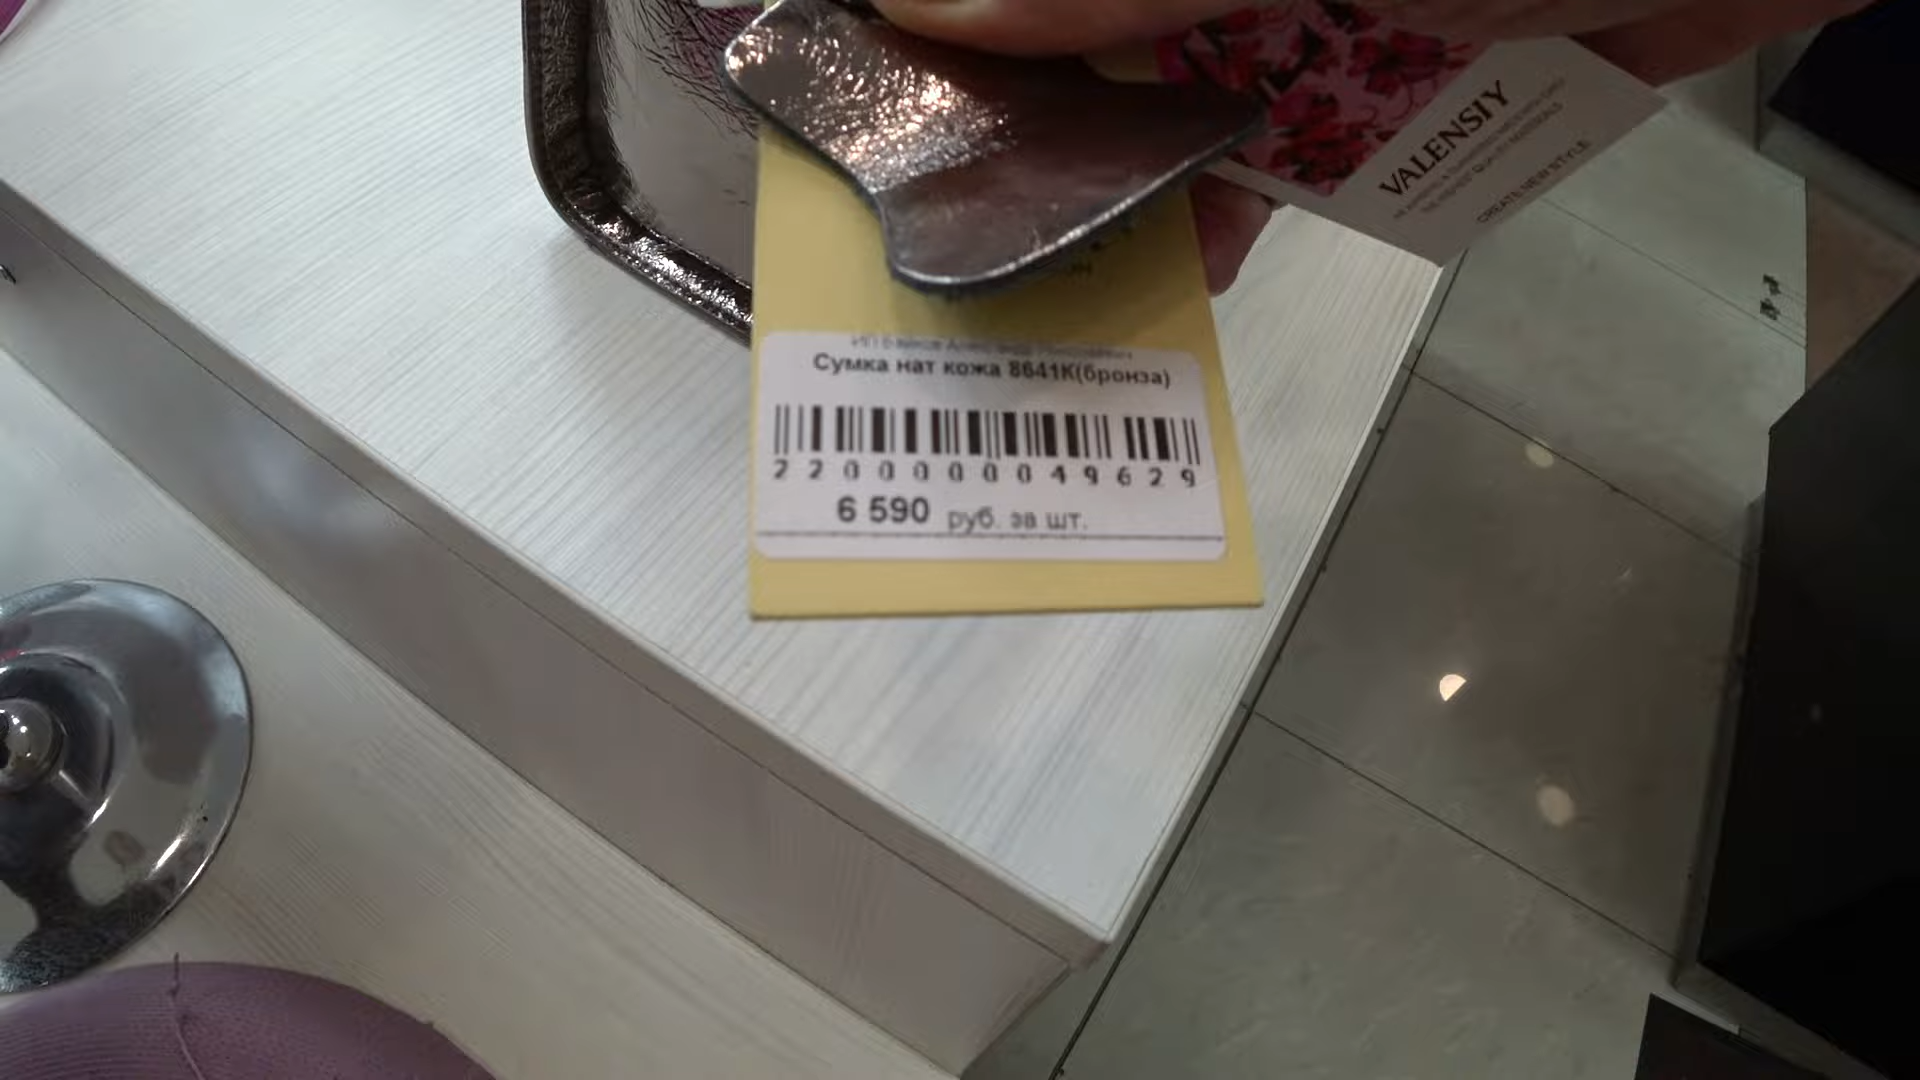 VALENSIY
CREATE NEW STYLE
Сумка нат кожа 8641К(бронза)
2200000049629
6 590 руб. за шт.